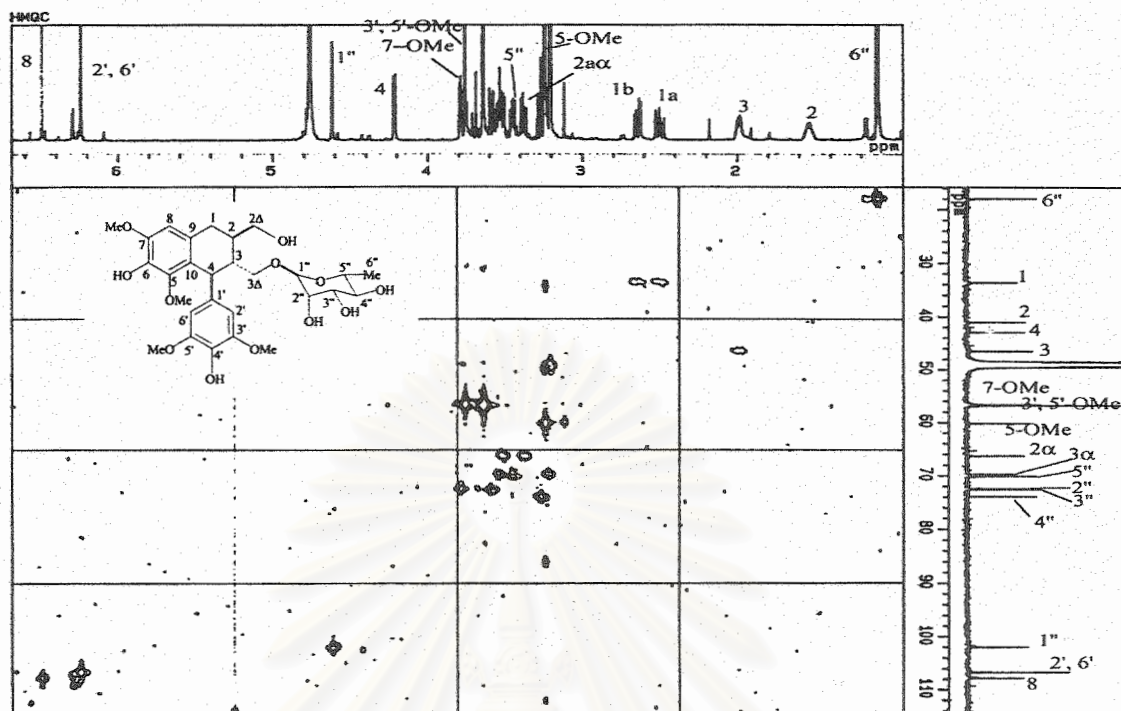 HMQC
8
2', 6'
1"
4
3', 5'-OMe
7-OMe
5"
5-OMe
2aα
1b
1a
3
2
6"
ppm
6
5
4
3
2
8
1
2Δ
MeO
9
2
OH
7
3
6
10
4
O
1"
6"
HO
5
3Δ
O
5"
Me
OMe
1'
2"
3"
4"
OH
6'
2'
OH
OH
5'
3'
MeO
4'
OMe
OH
ppm
30
40
50
60
70
80
90
100
110
6"
1
2
4
3
7-OMe
3', 5'-OMe
5-OMe
2α
3α
5"
2"
3"
4"
1"
2', 6'
8